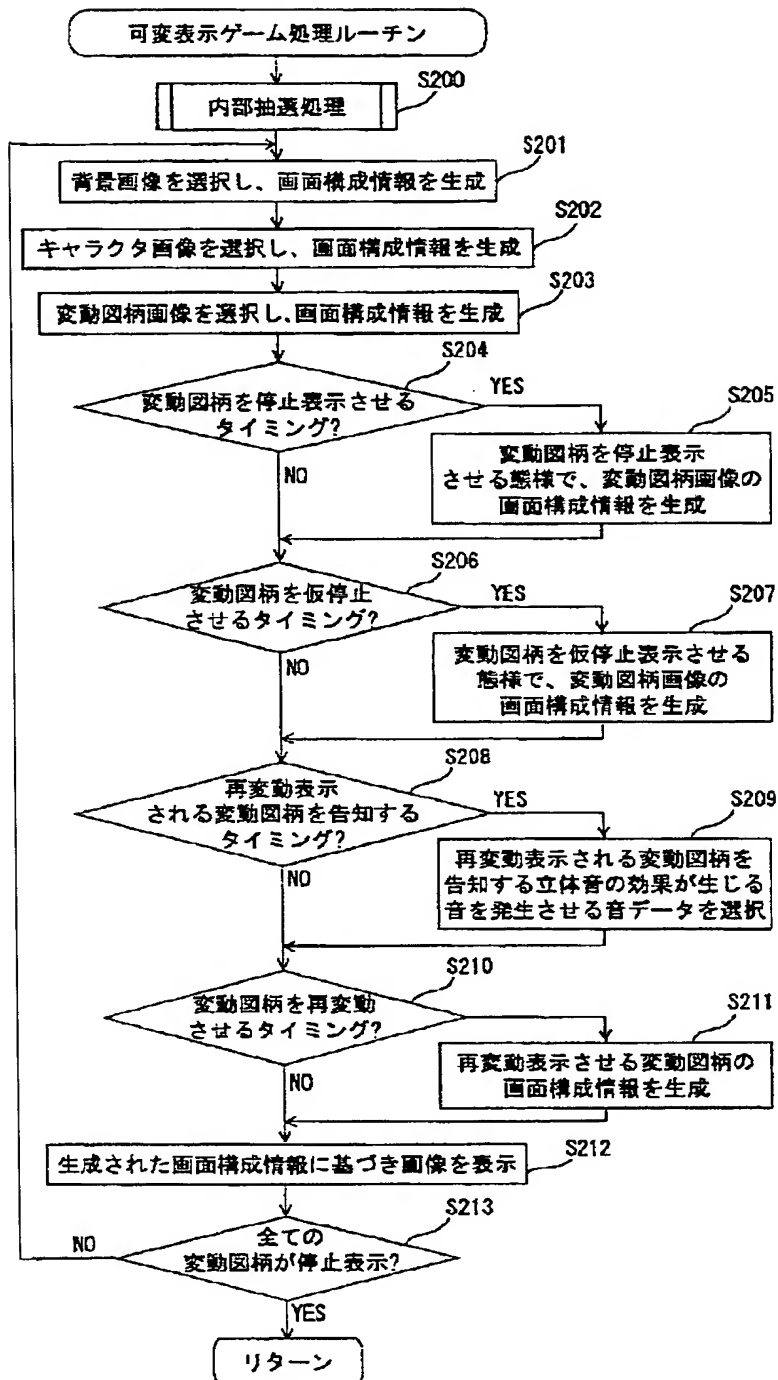 可変表示ゲーム処理ルーチン
S200
内部抽選処理
S201
背景画像を選択し、画面構成情報を生成
S202
キャラクタ画像を選択し、画面構成情報を生成
S203
変動図柄画像を選択し、画面構成情報を生成
S204
変動図柄を停止表示させる
タイミング?
YES
NO
S205
変動図柄を停止表示
させる態様で、変動図柄画像の
画面構成情報を生成
S206
変動図柄を仮停止
させるタイミング?
YES
NO
S207
変動図柄を仮停止表示させる
態様で、変動図柄画像の
画面構成情報を生成
S208
再変動表示
される変動図柄を告知する
タイミング?
YES
NO
S209
再変動表示される変動図柄を
告知する立体音の効果が生じる
音を発生させる音データを選択
S210
変動図柄を再変動
させるタイミング?
NO
S211
再変動表示させる変動図柄の
画面構成情報を生成
S212
生成された画面構成情報に基づき画像を表示
S213
全ての
変動図柄が停止表示?
NO
YES
リターン